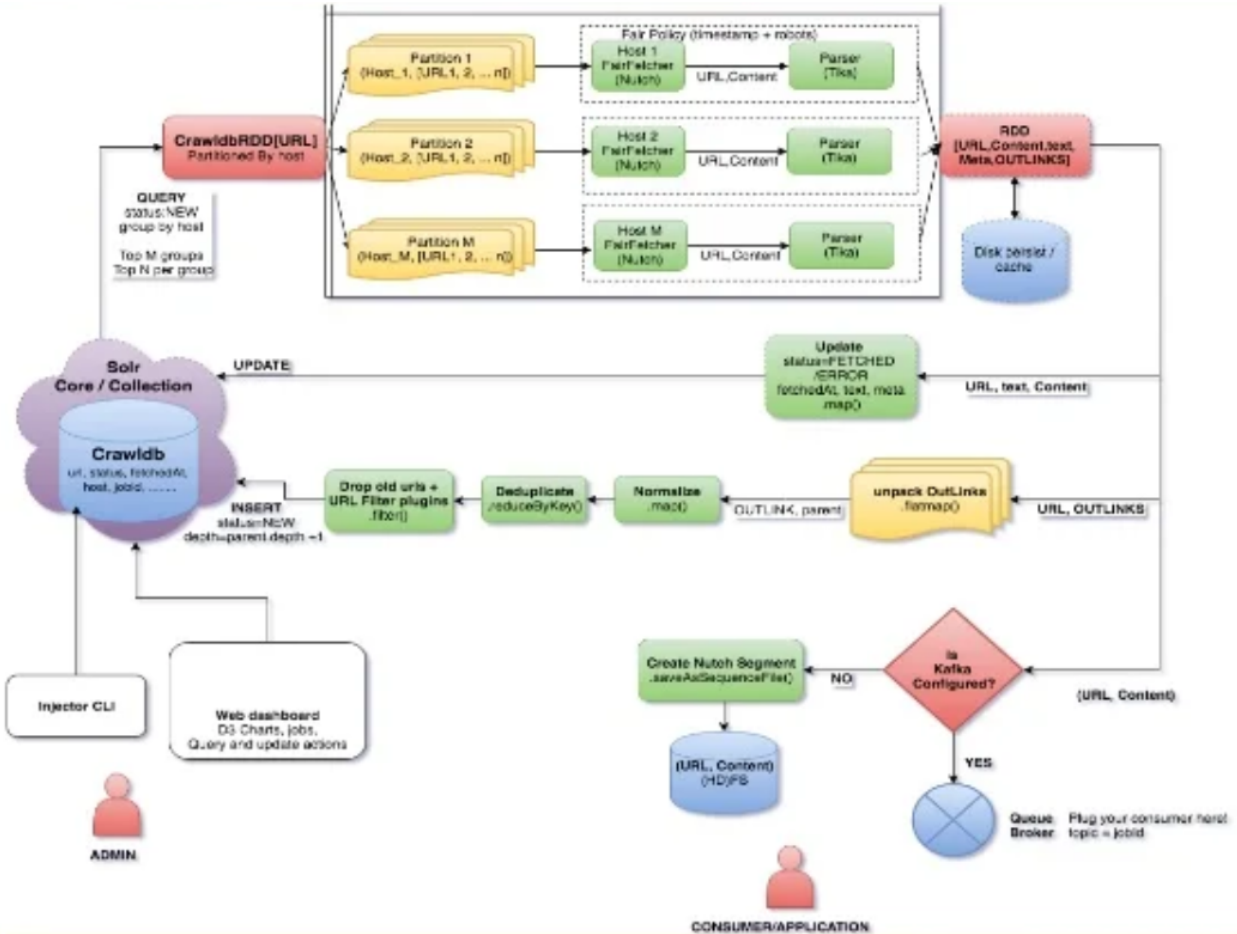 Fair Policy (timestamp + robots)
Partition 1
(Host_1, [URL1, 2, ... n])
Host 1
FairFetcher
(Nutch)
URL,Content
Parser
(Tika)
CrawldbRDD[URL]
Partitioned By host
Partition 2
(Host_2, [URL1, 2, ... n])
Host 2
FairFetcher
(Nutch)
URL,Content
Parser
(Tika)
RDD
[URL,Content,text,
Meta,OUTLINKS]
QUERY
status:NEW
group by host
Top M groups
Top N per group
Partition M
(Host_M, [URL1, 2, ... n])
Host M
FairFetcher
(Nutch)
URL,Content
Parser
(Tika)
Disk persist /
cache
Solr
Core / Collection
UPDATE
Update
status=FETCHED
/ERROR
fetchedAt, text, meta
.map()
URL, text, Content
Crawldb
url, status, fetchedAt,
host, jobId, ......
INSERT
status=NEW
depth=parent.depth +1
Drop old urls +
URL Filter plugins
.filter()
Deduplicate
.reduceByKey()
Normalize
.map()
OUTLINK, parent
unpack OutLinks
.flatmap()
URL, OUTLINKS
Injector CLI
Web dashboard
D3 Charts, jobs,
Query and update actions
Create Nutch Segment
.saveAsSequenceFile()
NO
Is
Kafka
Configured?
(URL, Content)
(URL, Content)
(HD)FS
YES
Queue
Broker
Plug your consumer here!
topic = jobId
ADMIN
CONSUMER/APPLICATION